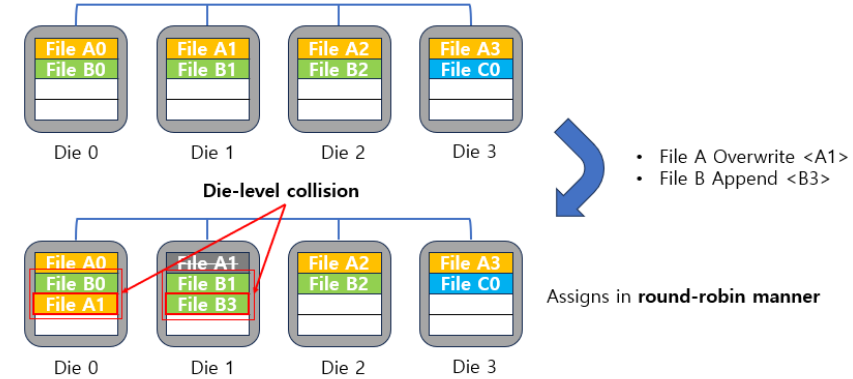 File A0 File A1 File A2 File A3
File B0 File B1 File B2 File C0
Die 0 Die 1 Die 2 Die 3
• File A Overwrite <A1>
• File B Append <B3>
Die-level collision
File A0 File A1 File A2 File A3
File B0 File B1 File B2 File C0
File A1 File B3
Assigns in round-robin manner
Die 0 Die 1 Die 2 Die 3